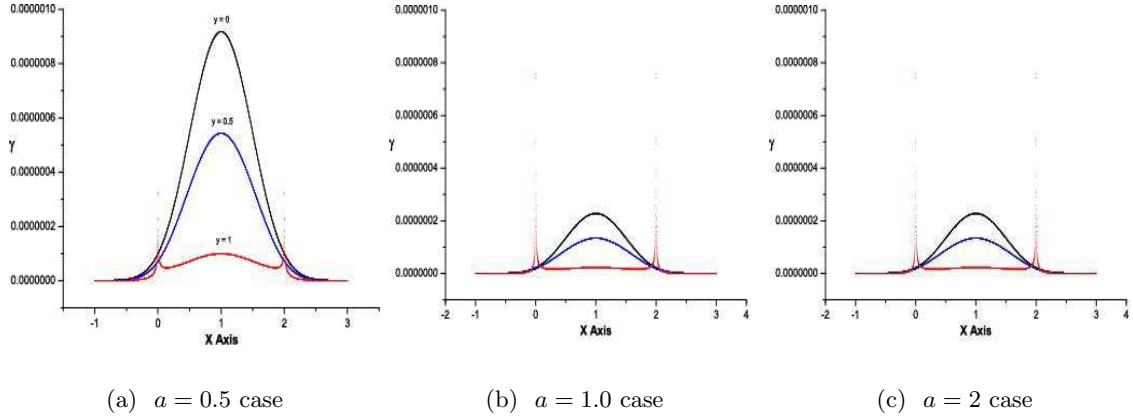 0.0000010
0.0000008
0.0000006
0.0000004
0.0000002
0.0000000
γ
y = 0
y = 0.5
y = 1
-1 0 1 2 3
X Axis
0.0000010
0.0000008
0.0000006
0.0000004
0.0000002
0.0000000
γ
-2 -1 0 1 2 3 4
X Axis
0.0000010
0.0000008
0.0000006
0.0000004
0.0000002
0.0000000
γ
-2 -1 0 1 2 3 4
X Axis
(a) a = 0.5 case
(b) a = 1.0 case
(c) a = 2 case